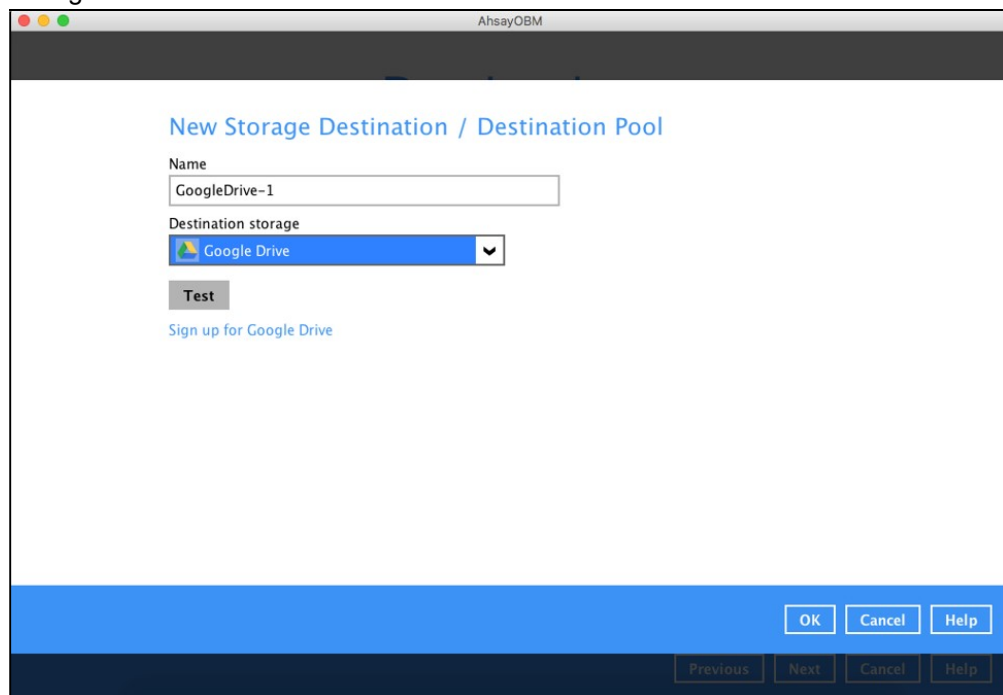 AhsayOBM
New Storage Destination / Destination Pool
Name
GoogleDrive-1
Destination storage
Google Drive
Test
Sign up for Google Drive
OK Cancel Help
Previous Next Cancel Help